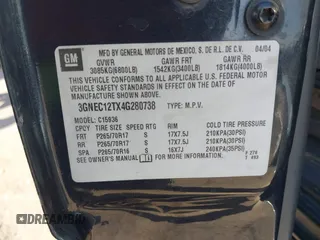 GM
MFD BY GENERAL MOTORS DE MEXICO, S. DE R.L. DE C.V. 04/04
GVWR GAWR FRT GAWR RR
3085KG(6800LB) 1542KG(3400LB) 1814KG(4000LB)
THIS VEHICLE CONFORMS TO ALL APPLICABLE U.S. FEDERAL MOTOR
VEHICLE SAFETY STANDARDS IN EFFECT ON THE DATE OF
MANUFACTURE SHOWN ABOVE.
3GNEC12TX4G280738 TYPE: M.P.V.
MODEL: C15936
CPCY TIRE SIZE SPEED RTG RIM COLD TIRE PRESSURE
FRT P265/70R17 S 17X7.5J 210KPA(30PSI)
RR P265/70R17 S 17X7.5J 210KPA(30PSI)
SPA P265/70R16 S 16X7J 240KPA(35PSI)
SEE OWNER'S MANUAL FOR MORE INFORMATION.